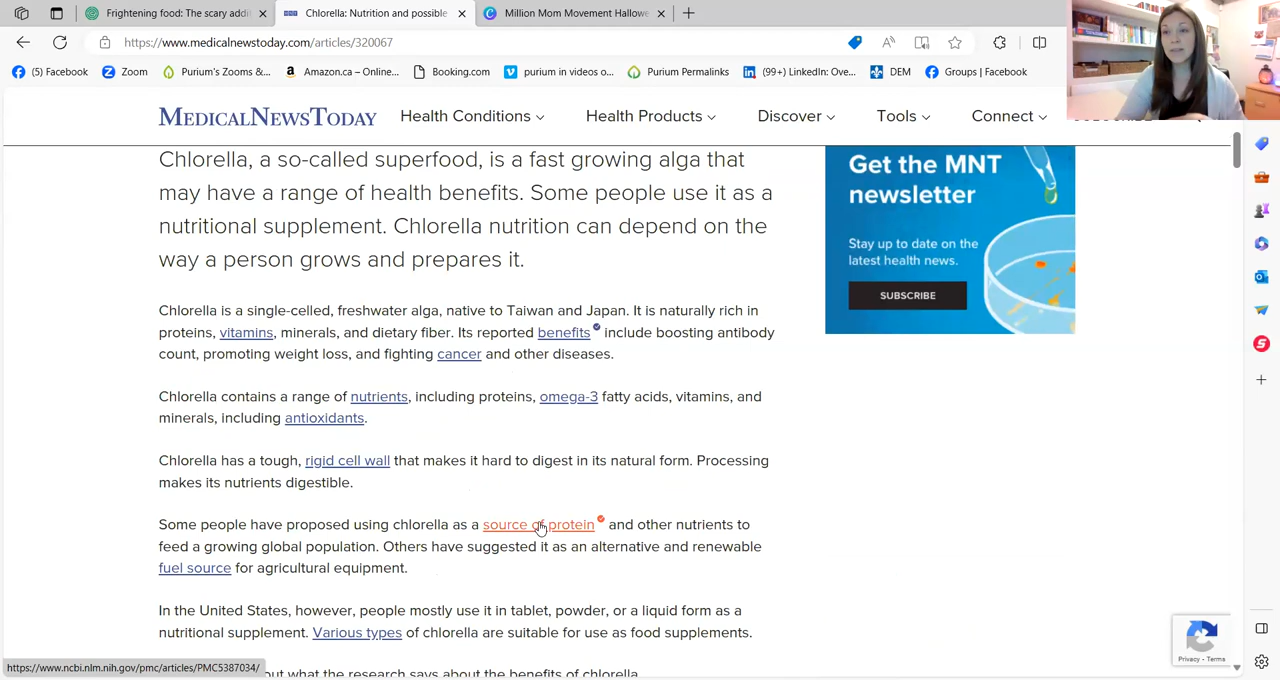 Frightening food: The scary addi
Chlorella: Nutrition and possible
Million Mom Movement Hallowe
https://www.medicalnewstoday.com/articles/320067
(5) Facebook
Zoom
Purium's Zooms &...
Amazon.ca – Online...
Booking.com
purium in videos o...
Purium Permalinks
(99+) LinkedIn: Ove...
DEM
Groups | Facebook
MEDICALNEWSTODAY
Health Conditions
Health Products
Discover
Tools
Connect
Chlorella, a so-called superfood, is a fast growing alga that
may have a range of health benefits. Some people use it as a
nutritional supplement. Chlorella nutrition can depend on the
way a person grows and prepares it.
Get the MNT
newsletter
Stay up to date on the
latest health news.
SUBSCRIBE
Chlorella is a single-celled, freshwater alga, native to Taiwan and Japan. It is naturally rich in
proteins, vitamins, minerals, and dietary fiber. Its reported benefits include boosting antibody
count, promoting weight loss, and fighting cancer and other diseases.
Chlorella contains a range of nutrients, including proteins, omega-3 fatty acids, vitamins, and
minerals, including antioxidants.
Chlorella has a tough, rigid cell wall that makes it hard to digest in its natural form. Processing
makes its nutrients digestible.
Some people have proposed using chlorella as a source of protein and other nutrients to
feed a growing global population. Others have suggested it as an alternative and renewable
fuel source for agricultural equipment.
In the United States, however, people mostly use it in tablet, powder, or a liquid form as a
nutritional supplement. Various types of chlorella are suitable for use as food supplements.
out what the research says about the benefits of chlorella.
https://www.ncbi.nlm.nih.gov/pmc/articles/PMC5387034/
Privacy - Terms